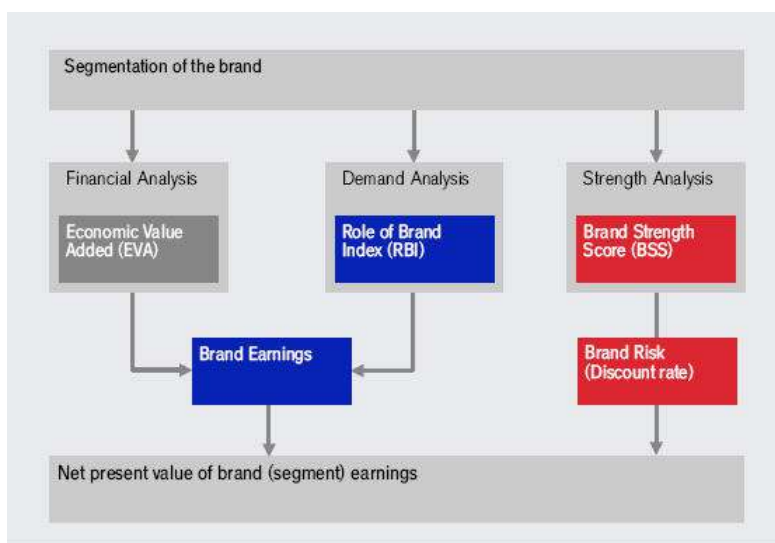 Segmentation of the brand
Financial Analysis
Economic Value
Added (EVA)
Demand Analysis
Role of Brand
Index (RBI)
Strength Analysis
Brand Strength
Score (BSS)
Brand Earnings
Brand Risk
(Discount rate)
Net present value of brand (segment) earnings